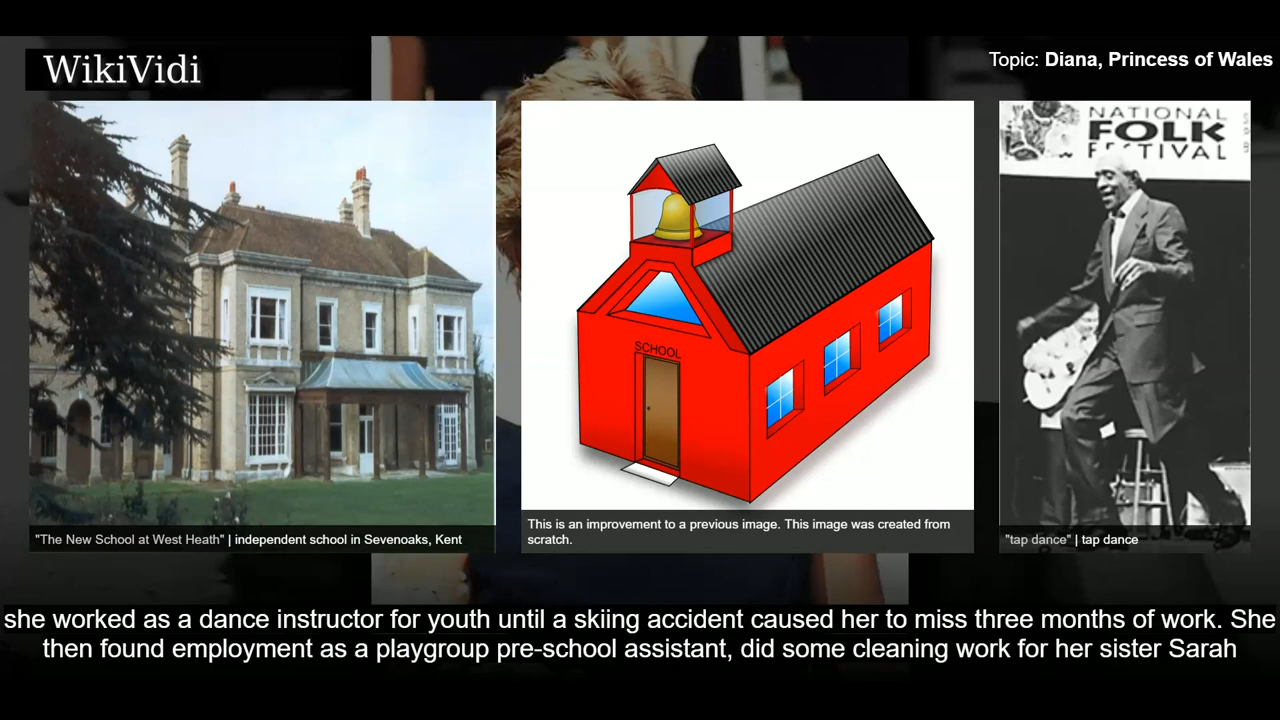 WikiVidi
Topic: Diana, Princess of Wales
NATIONAL
FOLK
FESTIVAL
SCHOOL
"The New School at West Heath" | independent school in Sevenoaks, Kent
This is an improvement to a previous image. This image was created from
scratch.
"tap dance" | tap dance
she worked as a dance instructor for youth until a skiing accident caused her to miss three months of work. She
then found employment as a playgroup pre-school assistant, did some cleaning work for her sister Sarah